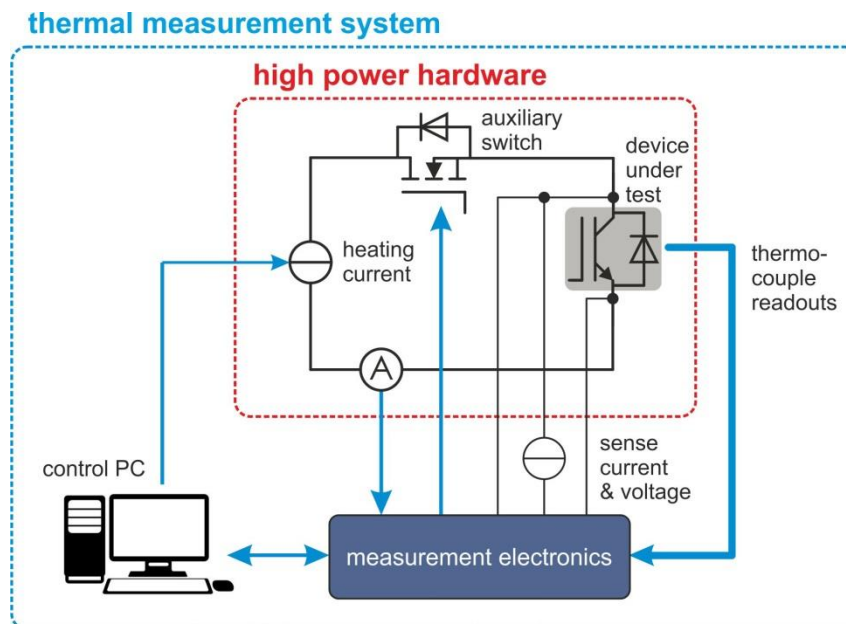 thermal measurement system
high power hardware
auxiliary
switch
device
under
test
heating
current
thermo-
couple
readouts
A
control PC
sense
current
& voltage
measurement electronics